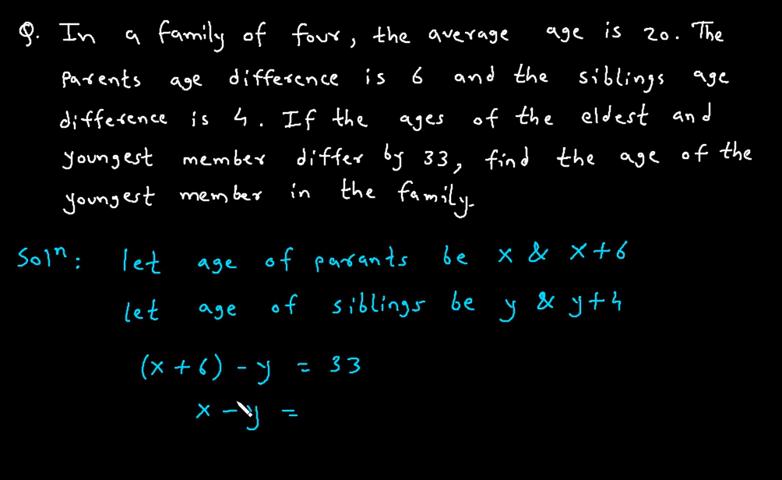 Q. In a family of four, the average age is 20. The
parents age difference is 6 and the siblings age
difference is 4. If the ages of the eldest and
youngest member differ by 33, find the age of the
youngest member in the family.
Solⁿ: let age of parants be x & x+6
let age of siblings be y & y+4
(x + 6) - y = 33
x - y =